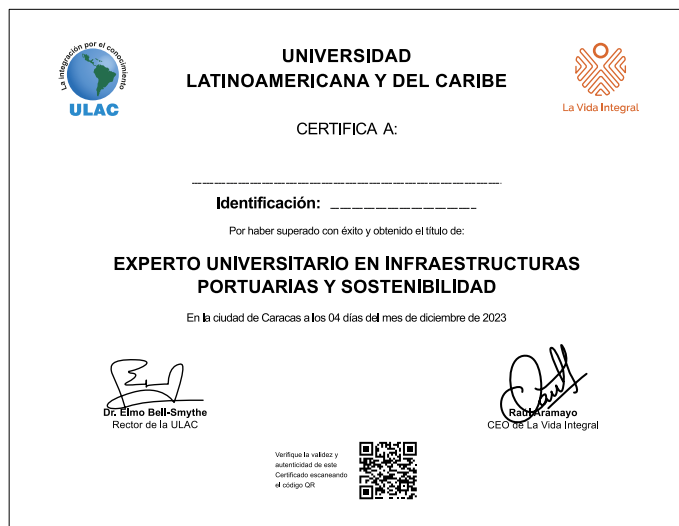 La integración por el conocimiento
ULAC
UNIVERSIDAD
LATINOAMERICANA Y DEL CARIBE
La Vida Integral
CERTIFICA A:
Identificación:
Por haber superado con éxito y obtenido el título de:
EXPERTO UNIVERSITARIO EN INFRAESTRUCTURAS
PORTUARIAS Y SOSTENIBILIDAD
En la ciudad de Caracas a los 04 días del mes de diciembre de 2023
Dr. Elmo Bell-Smythe
Rector de la ULAC
Raul Aramayo
CEO de La Vida Integral
Verifique la validez y
autenticidad de este
Certificado escaneando
el código QR